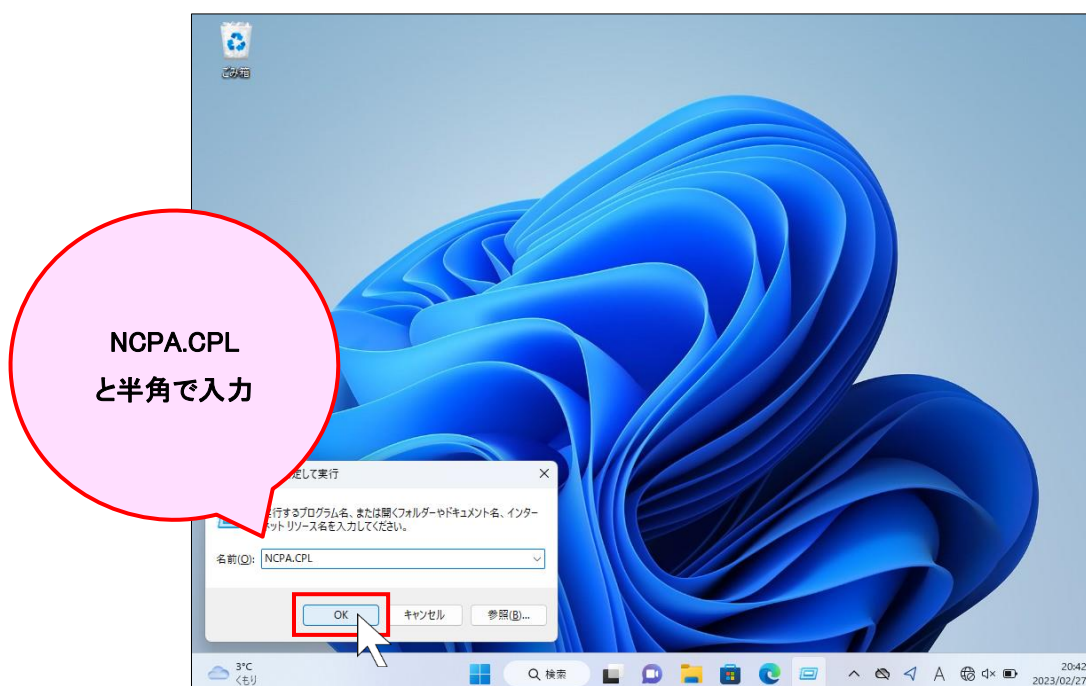 ごみ箱
NCPA.CPL
と半角で入力
定して実行
行するプログラム名、または開くフォルダーやドキュメント名、インター
ネット リソース名を入力してください。
名前(O): NCPA.CPL
OK キャンセル 参照(B)...
3°C
くもり
検索
A
20:42
2023/02/27